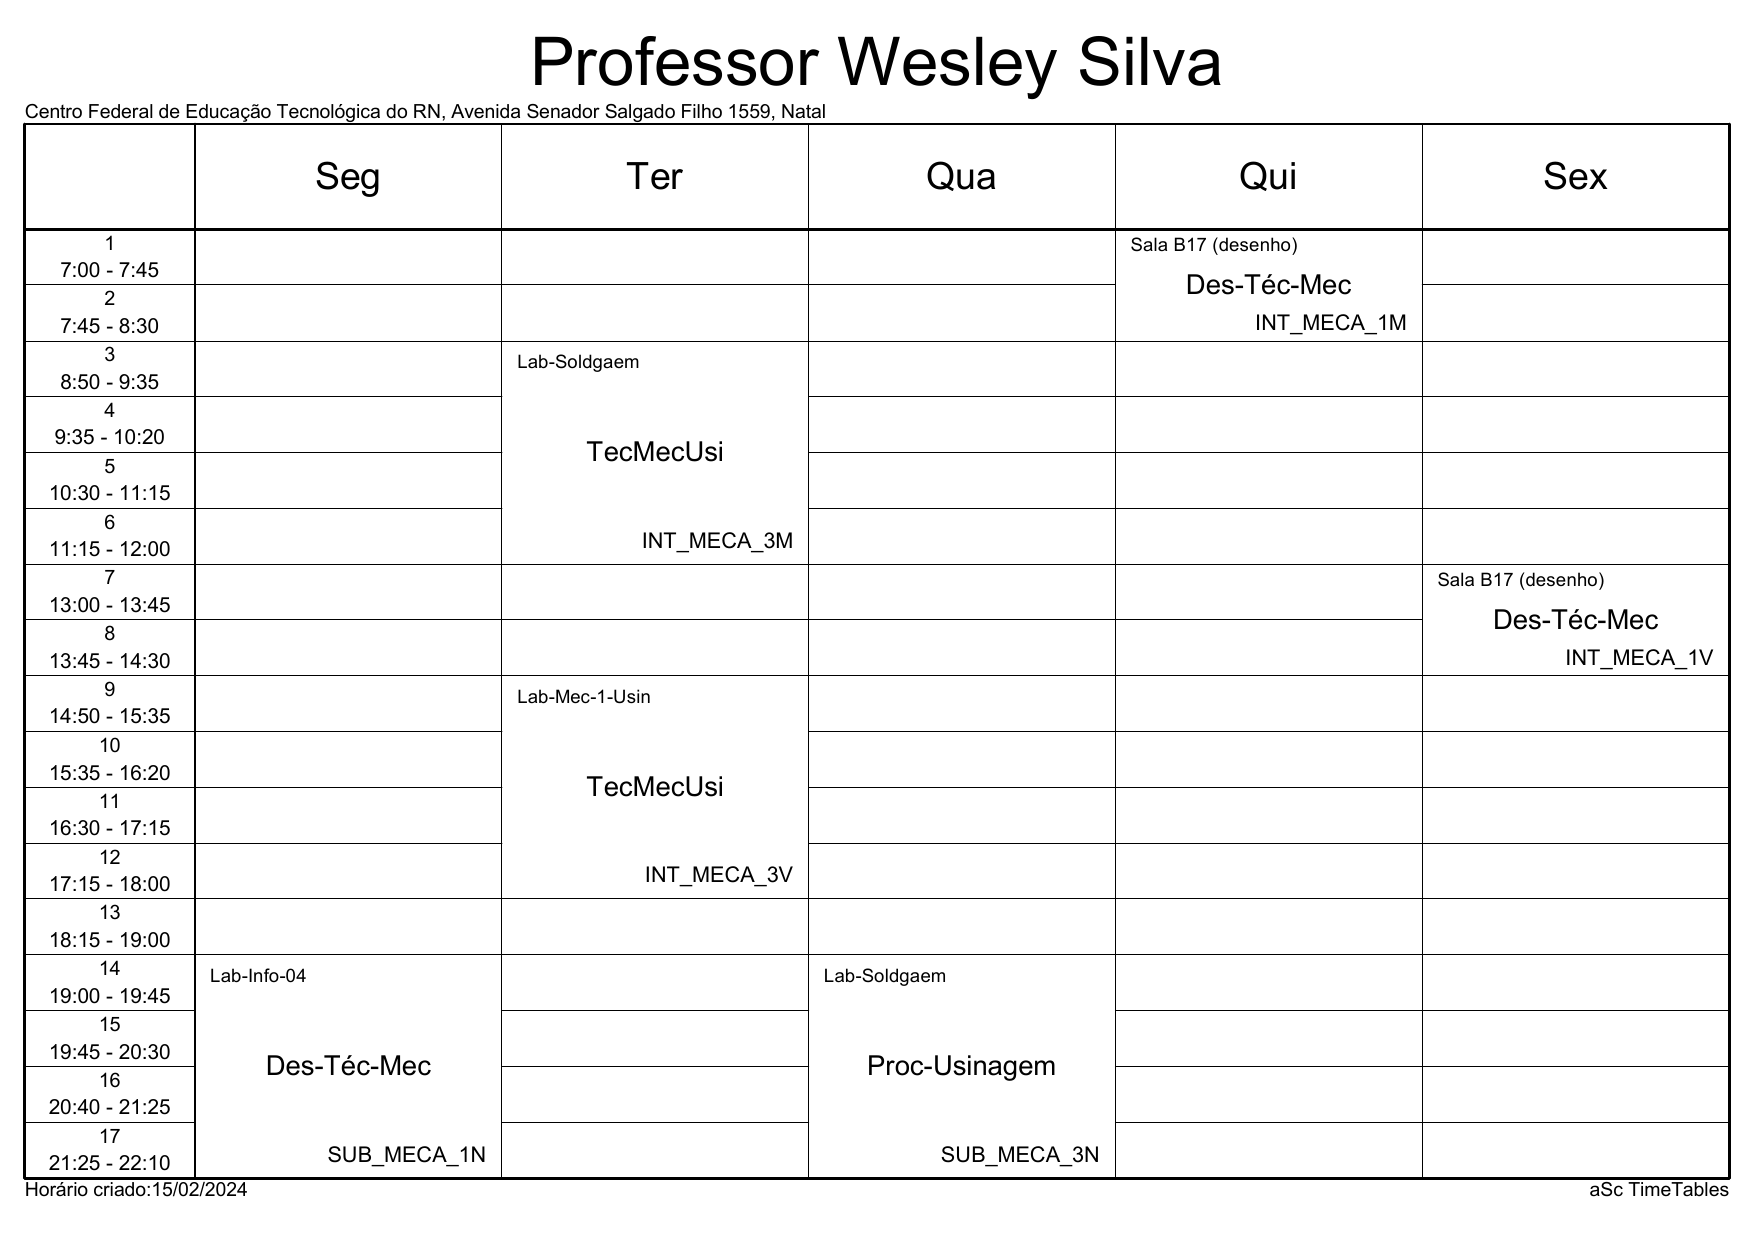 Professor Wesley Silva
Centro Federal de Educação Tecnológica do RN, Avenida Senador Salgado Filho 1559, Natal
Seg Ter Qua Qui Sex
1
7:00 - 7:45
Sala B17 (desenho)
Des-Téc-Mec
INT_MECA_1M
2
7:45 - 8:30
3
8:50 - 9:35
Lab-Soldgaem
TecMecUsi
INT_MECA_3M
4
9:35 - 10:20
5
10:30 - 11:15
6
11:15 - 12:00
7
13:00 - 13:45
Sala B17 (desenho)
Des-Téc-Mec
INT_MECA_1V
8
13:45 - 14:30
9
14:50 - 15:35
Lab-Mec-1-Usin
TecMecUsi
INT_MECA_3V
10
15:35 - 16:20
11
16:30 - 17:15
12
17:15 - 18:00
13
18:15 - 19:00
14
19:00 - 19:45
Lab-Info-04
Des-Téc-Mec
SUB_MECA_1N
Lab-Soldgaem
Proc-Usinagem
SUB_MECA_3N
15
19:45 - 20:30
16
20:40 - 21:25
17
21:25 - 22:10
Horário criado:15/02/2024
aSc TimeTables